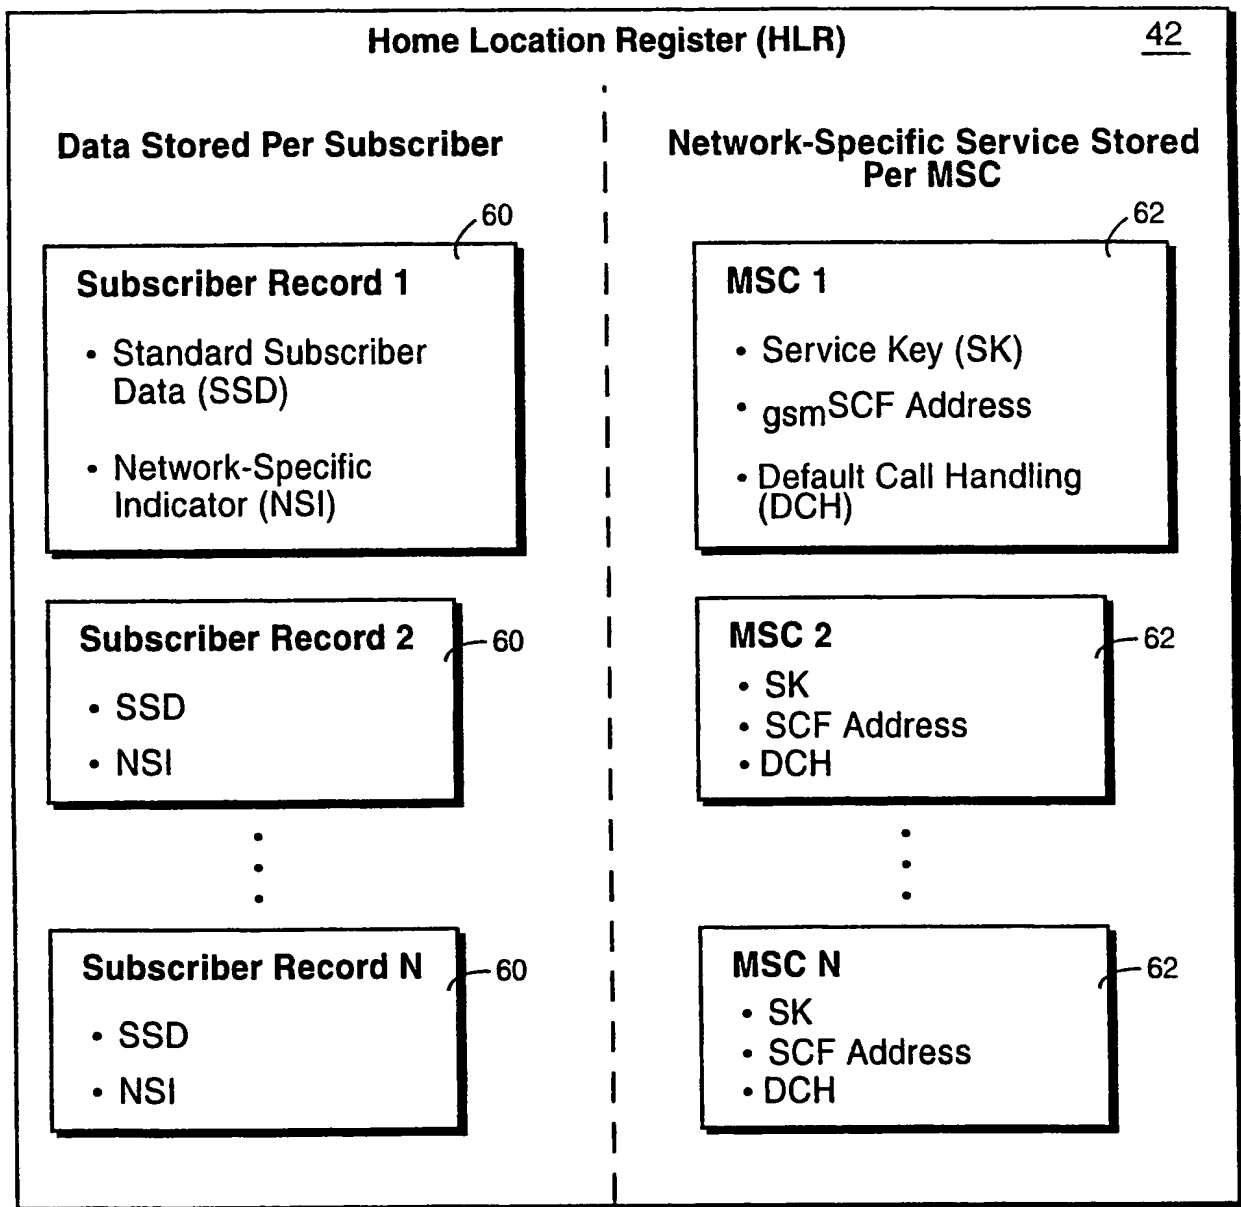 Home Location Register (HLR)
42
Data Stored Per Subscriber
60
Subscriber Record 1
• Standard Subscriber
Data (SSD)
• Network-Specific
Indicator (NSI)
Subscriber Record 2
60
• SSD
• NSI
Subscriber Record N
60
• SSD
• NSI
Network-Specific Service Stored
Per MSC
62
MSC 1
• Service Key (SK)
• gsmSCF Address
• Default Call Handling
(DCH)
MSC 2
62
• SK
• SCF Address
• DCH
MSC N
62
• SK
• SCF Address
• DCH